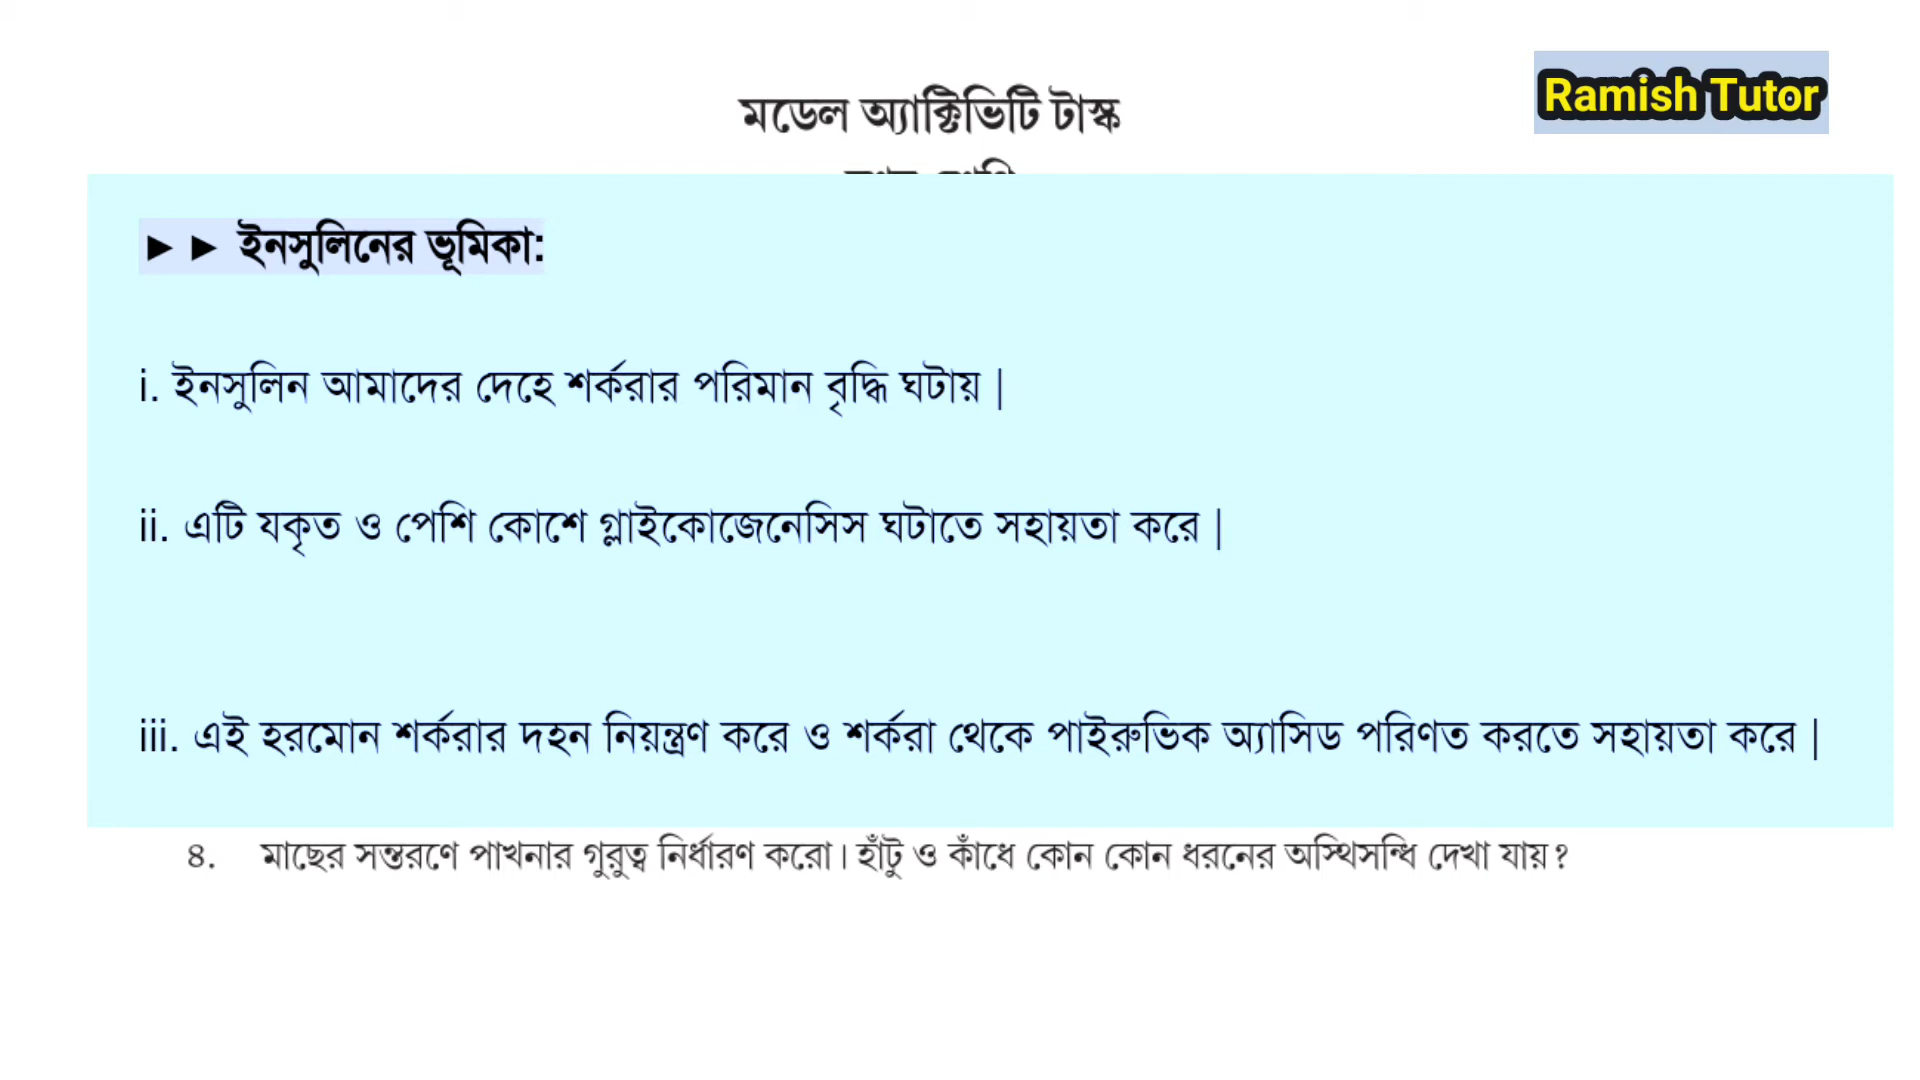 Ramish Tutor
মডেল অ্যাক্টিভিটি টাস্ক
►► ইনসুলিনের ভূমিকা:
i. ইনসুলিন আমাদের দেহে শর্করার পরিমান বৃদ্ধি ঘটায় |
ii. এটি যকৃত ও পেশি কোশে গ্লাইকোজেনেসিস ঘটাতে সহায়তা করে |
iii. এই হরমোন শর্করার দহন নিয়ন্ত্রণ করে ও শর্করা থেকে পাইরুভিক অ্যাসিড পরিণত করতে সহায়তা করে |
৪. মাছের সন্তরণে পাখনার গুরুত্ব নির্ধারণ করো। হাঁটু ও কাঁধে কোন কোন ধরনের অস্থিসন্ধি দেখা যায়?